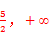 5/2， +∞